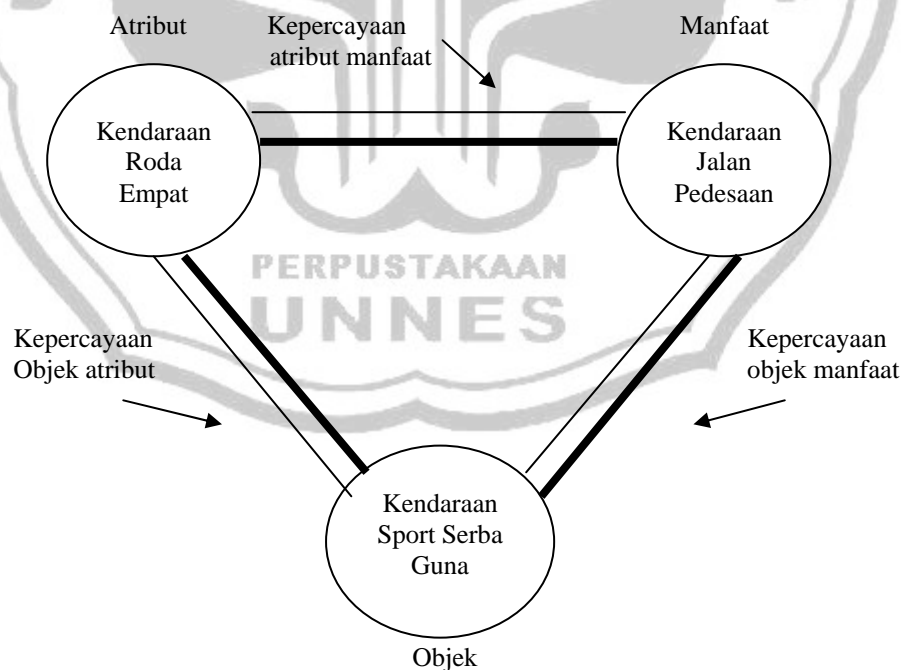 Atribut
Kepercayaan
atribut manfaat
Manfaat
Kendaraan
Roda
Empat
Kendaraan
Jalan
Pedesaan
PERPUSTAKAAN
UNNES
Kepercayaan
Objek atribut
Kepercayaan
objek manfaat
Kendaraan
Sport Serba
Guna
Objek